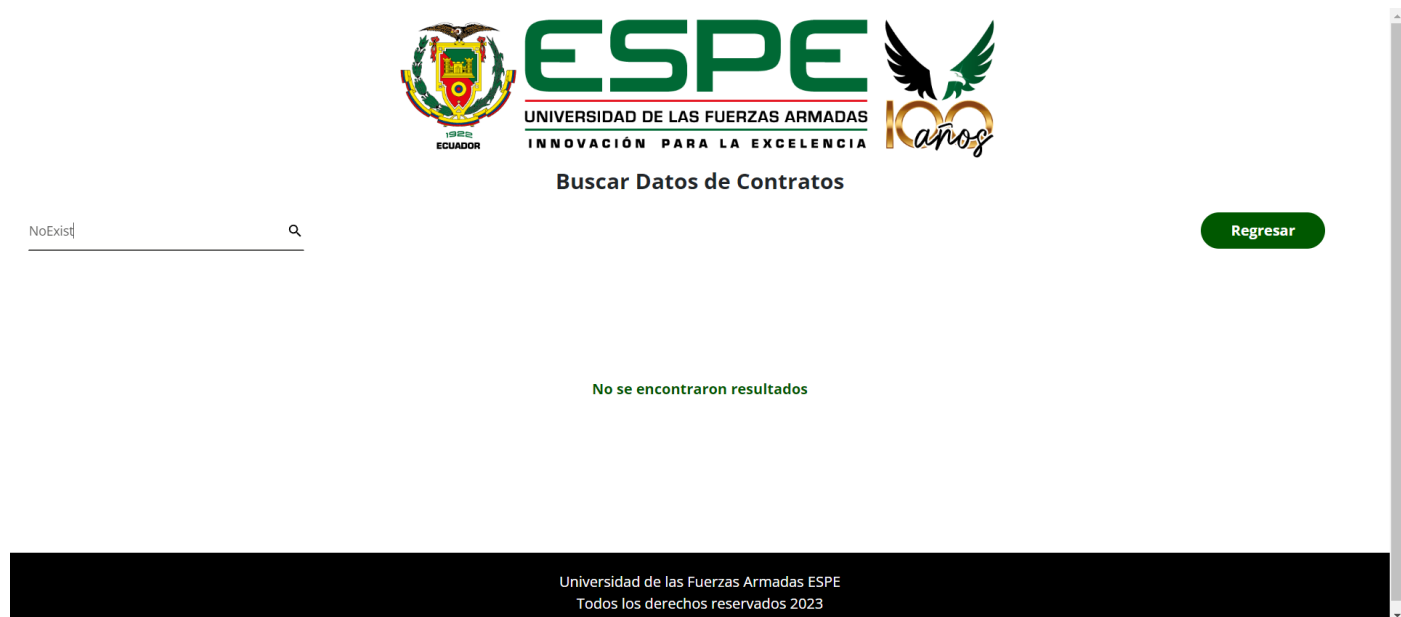 ESPE
UNIVERSIDAD DE LAS FUERZAS ARMADAS
INNOVACIÓN PARA LA EXCELENCIA
1922
ECUADOR
100 años
Buscar Datos de Contratos
NoExist
Regresar
No se encontraron resultados
Universidad de las Fuerzas Armadas ESPE
Todos los derechos reservados 2023